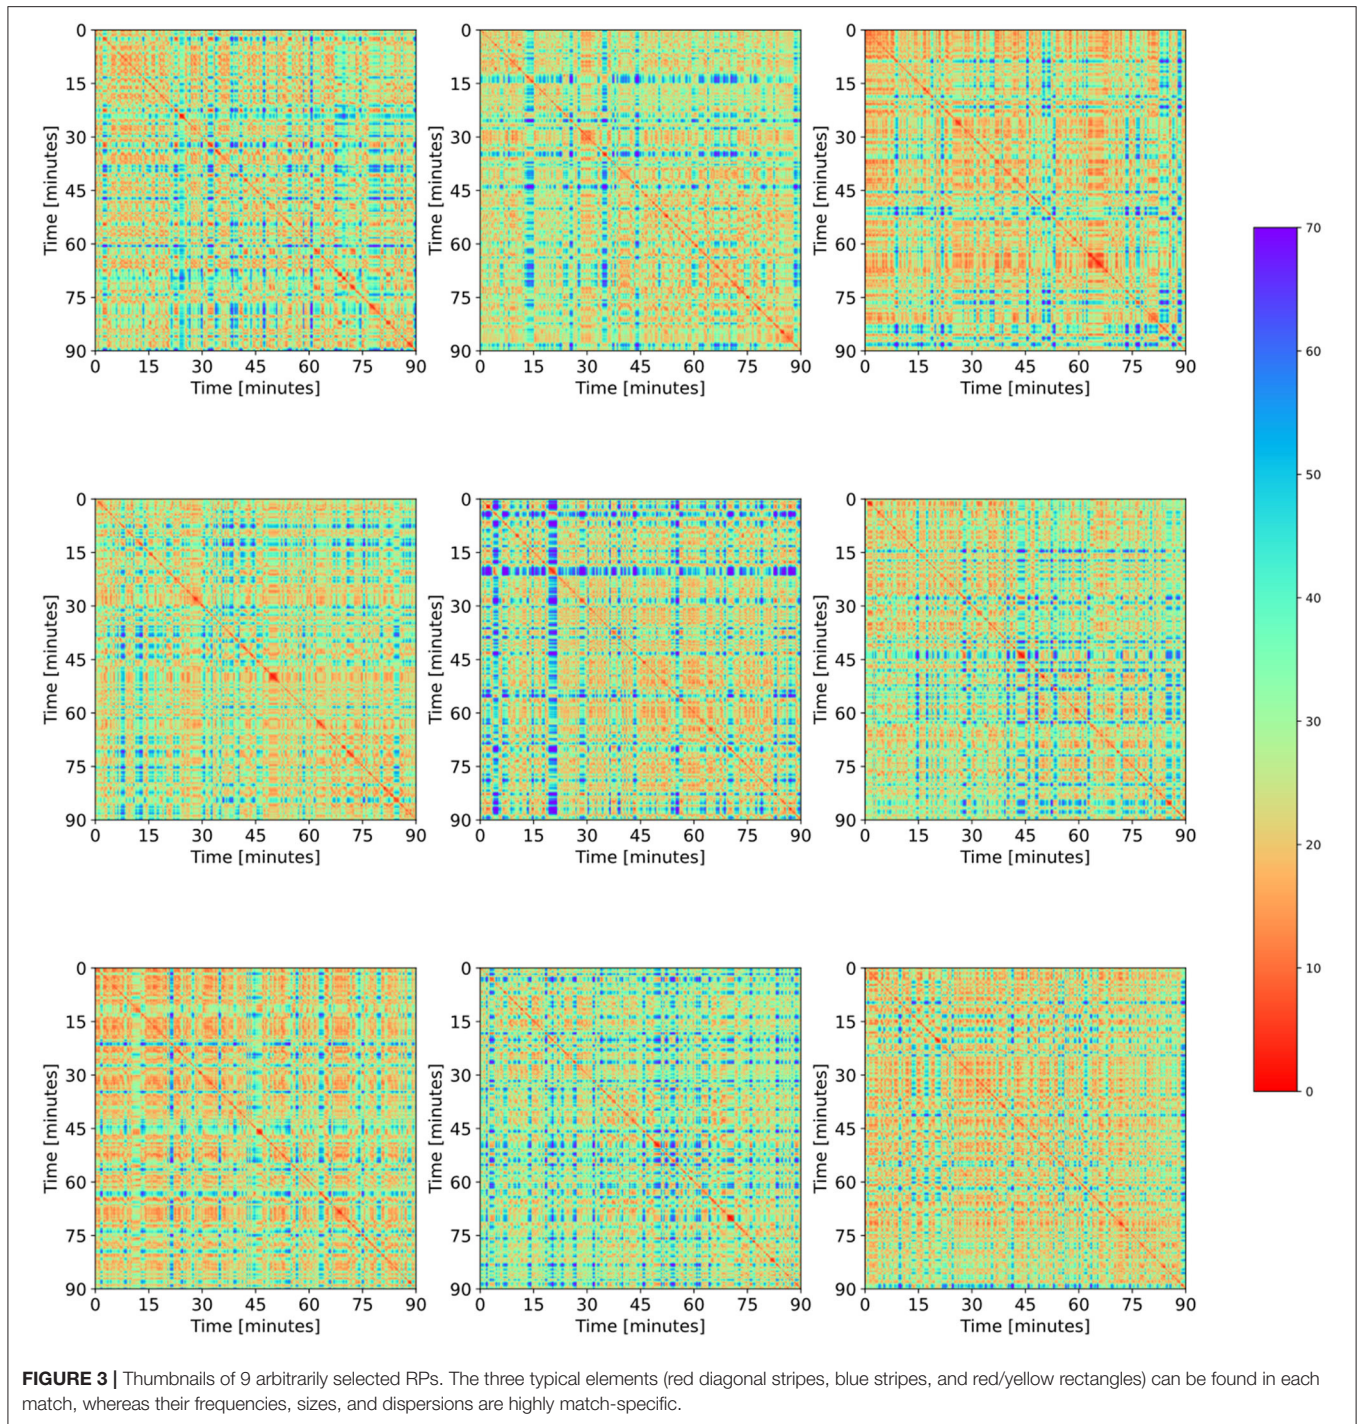 0
15
30
45
60
75
90
Time [minutes]
0 15 30 45 60 75 90
Time [minutes]
0
15
30
45
60
75
90
Time [minutes]
0 15 30 45 60 75 90
Time [minutes]
0
15
30
45
60
75
90
Time [minutes]
0 15 30 45 60 75 90
Time [minutes]
70
60
50
40
30
20
10
0
0
15
30
45
60
75
90
Time [minutes]
0 15 30 45 60 75 90
Time [minutes]
0
15
30
45
60
75
90
Time [minutes]
0 15 30 45 60 75 90
Time [minutes]
0
15
30
45
60
75
90
Time [minutes]
0 15 30 45 60 75 90
Time [minutes]
0
15
30
45
60
75
90
Time [minutes]
0 15 30 45 60 75 90
Time [minutes]
0
15
30
45
60
75
90
Time [minutes]
0 15 30 45 60 75 90
Time [minutes]
0
15
30
45
60
75
90
Time [minutes]
0 15 30 45 60 75 90
Time [minutes]
FIGURE 3 | Thumbnails of 9 arbitrarily selected RPs. The three typical elements (red diagonal stripes, blue stripes, and red/yellow rectangles) can be found in each
match, whereas their frequencies, sizes, and dispersions are highly match-specific.